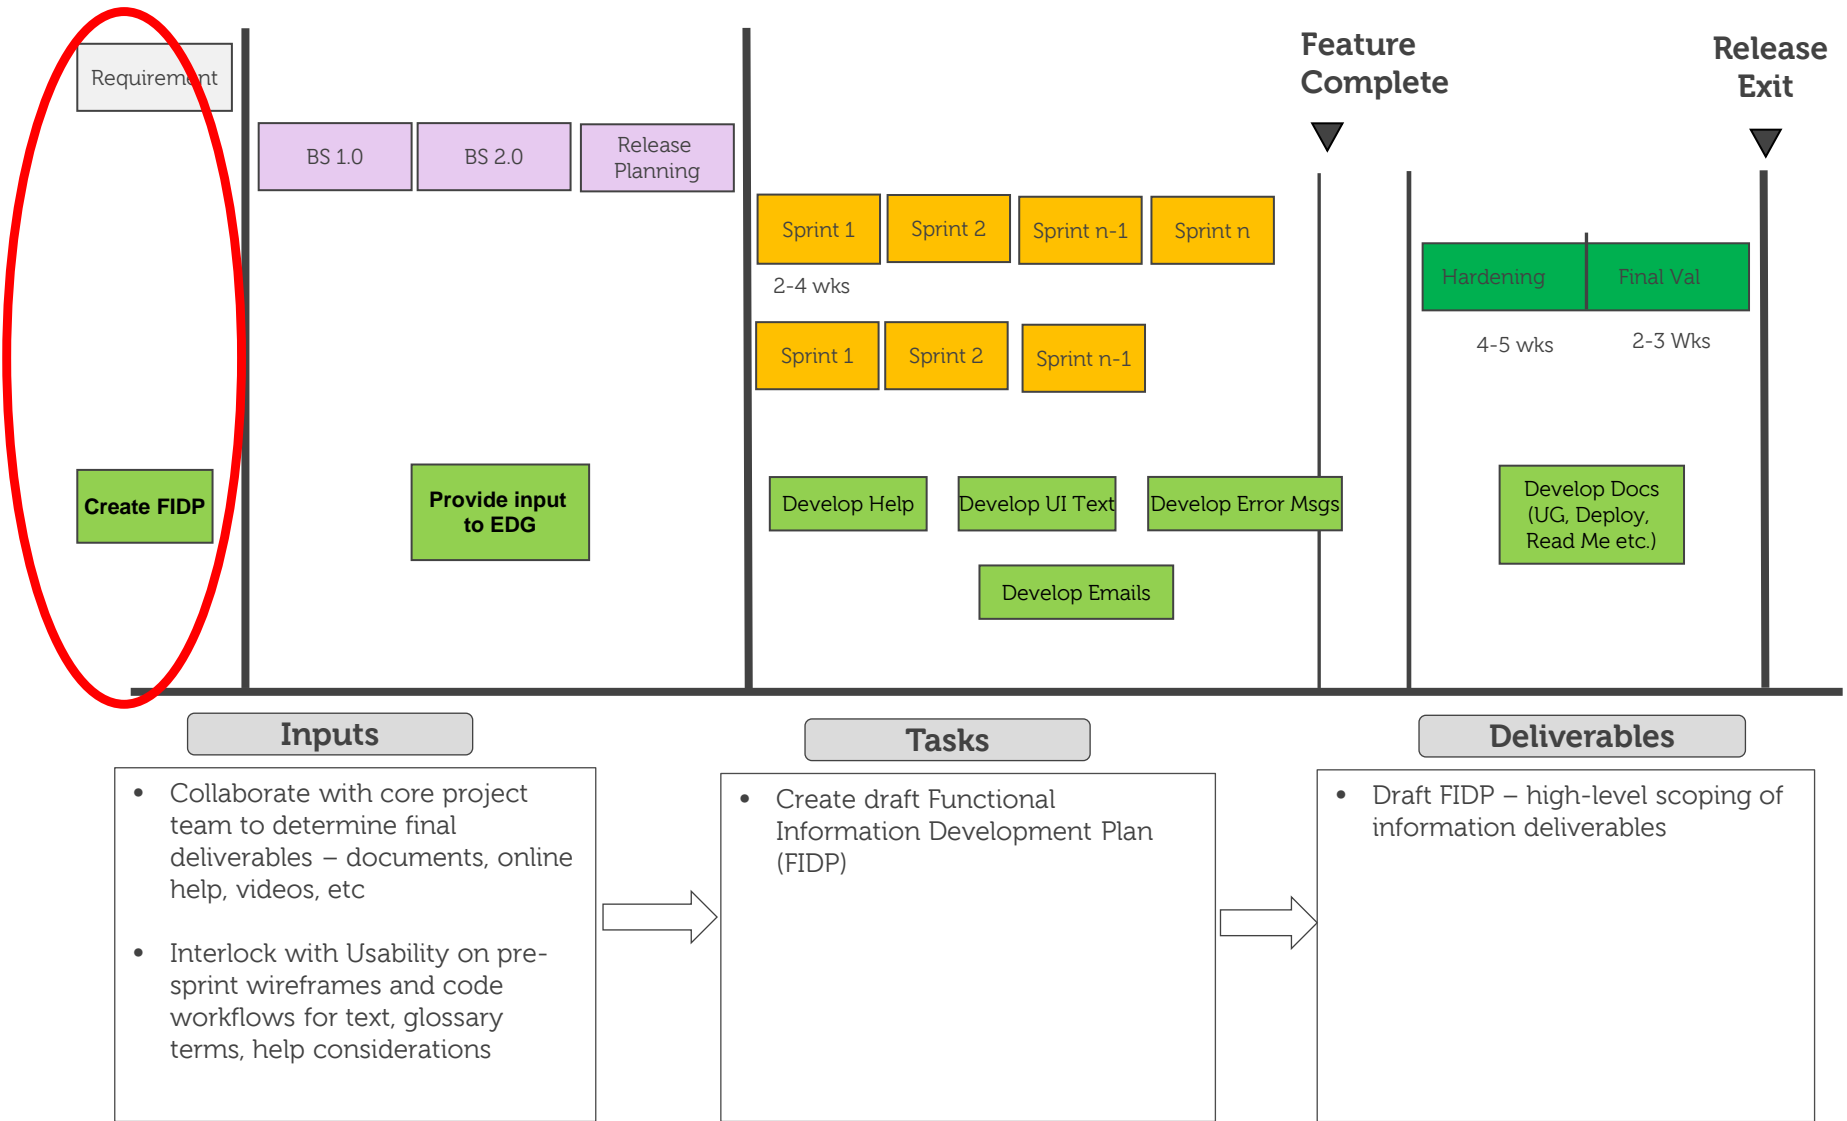 Feature
Complete
Release
Exit
Requirement
BS 1.0
BS 2.0
Release
Planning
Sprint 1
Sprint 2
Sprint n-1
Sprint n
2-4 wks
Hardening
Final Val
4-5 wks
2-3 Wks
Sprint 1
Sprint 2
Sprint n-1
Create FIDP
Provide input
to EDG
Develop Help
Develop UI Text
Develop Error Msgs
Develop Emails
Develop Docs
(UG, Deploy,
Read Me etc.)
Inputs
• Collaborate with core project
team to determine final
deliverables – documents, online
help, videos, etc
• Interlock with Usability on pre-
sprint wireframes and code
workflows for text, glossary
terms, help considerations
Tasks
• Create draft Functional
Information Development Plan
(FIDP)
Deliverables
• Draft FIDP – high-level scoping of
information deliverables